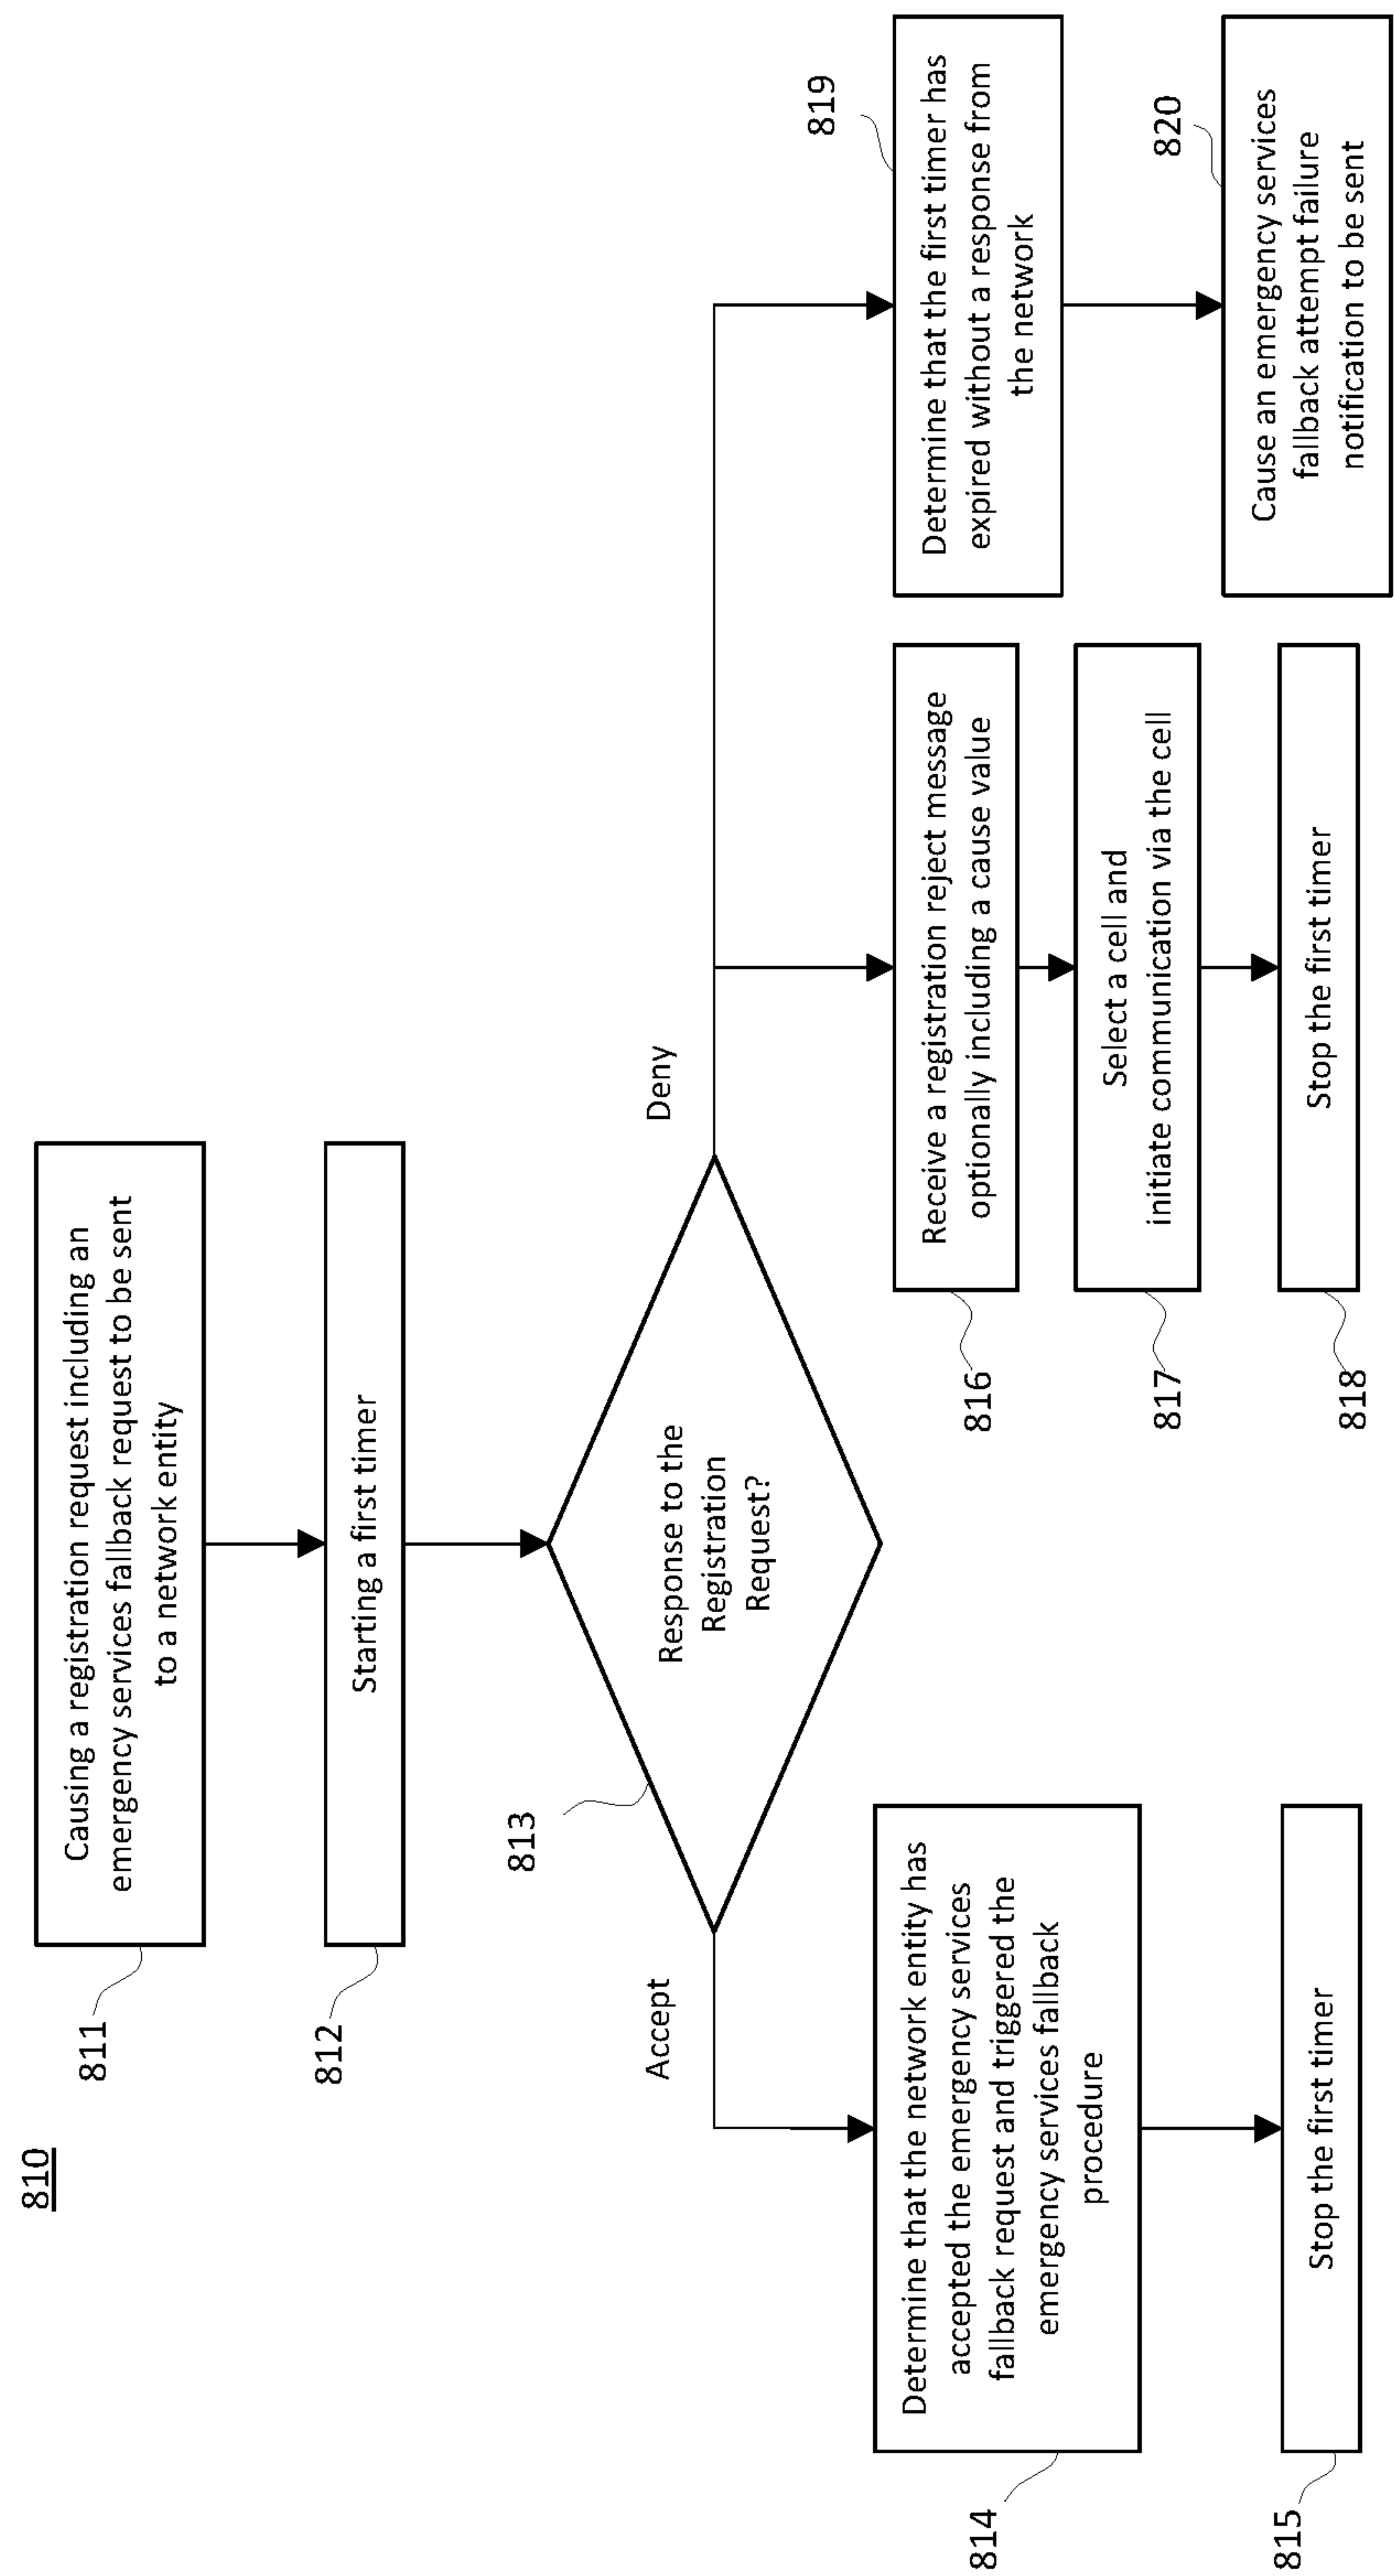 810
811
Causing a registration request including an
emergency services fallback request to be sent
to a network entity
812
Starting a first timer
813
Response to the
Registration
Request?
Accept
Deny
814
Determine that the network entity has
accepted the emergency services
fallback request and triggered the
emergency services fallback
procedure
815
Stop the first timer
816
Receive a registration reject message
optionally including a cause value
817
Select a cell and
initiate communication via the cell
818
Stop the first timer
819
Determine that the first timer has
expired without a response from
the network
820
Cause an emergency services
fallback attempt failure
notification to be sent